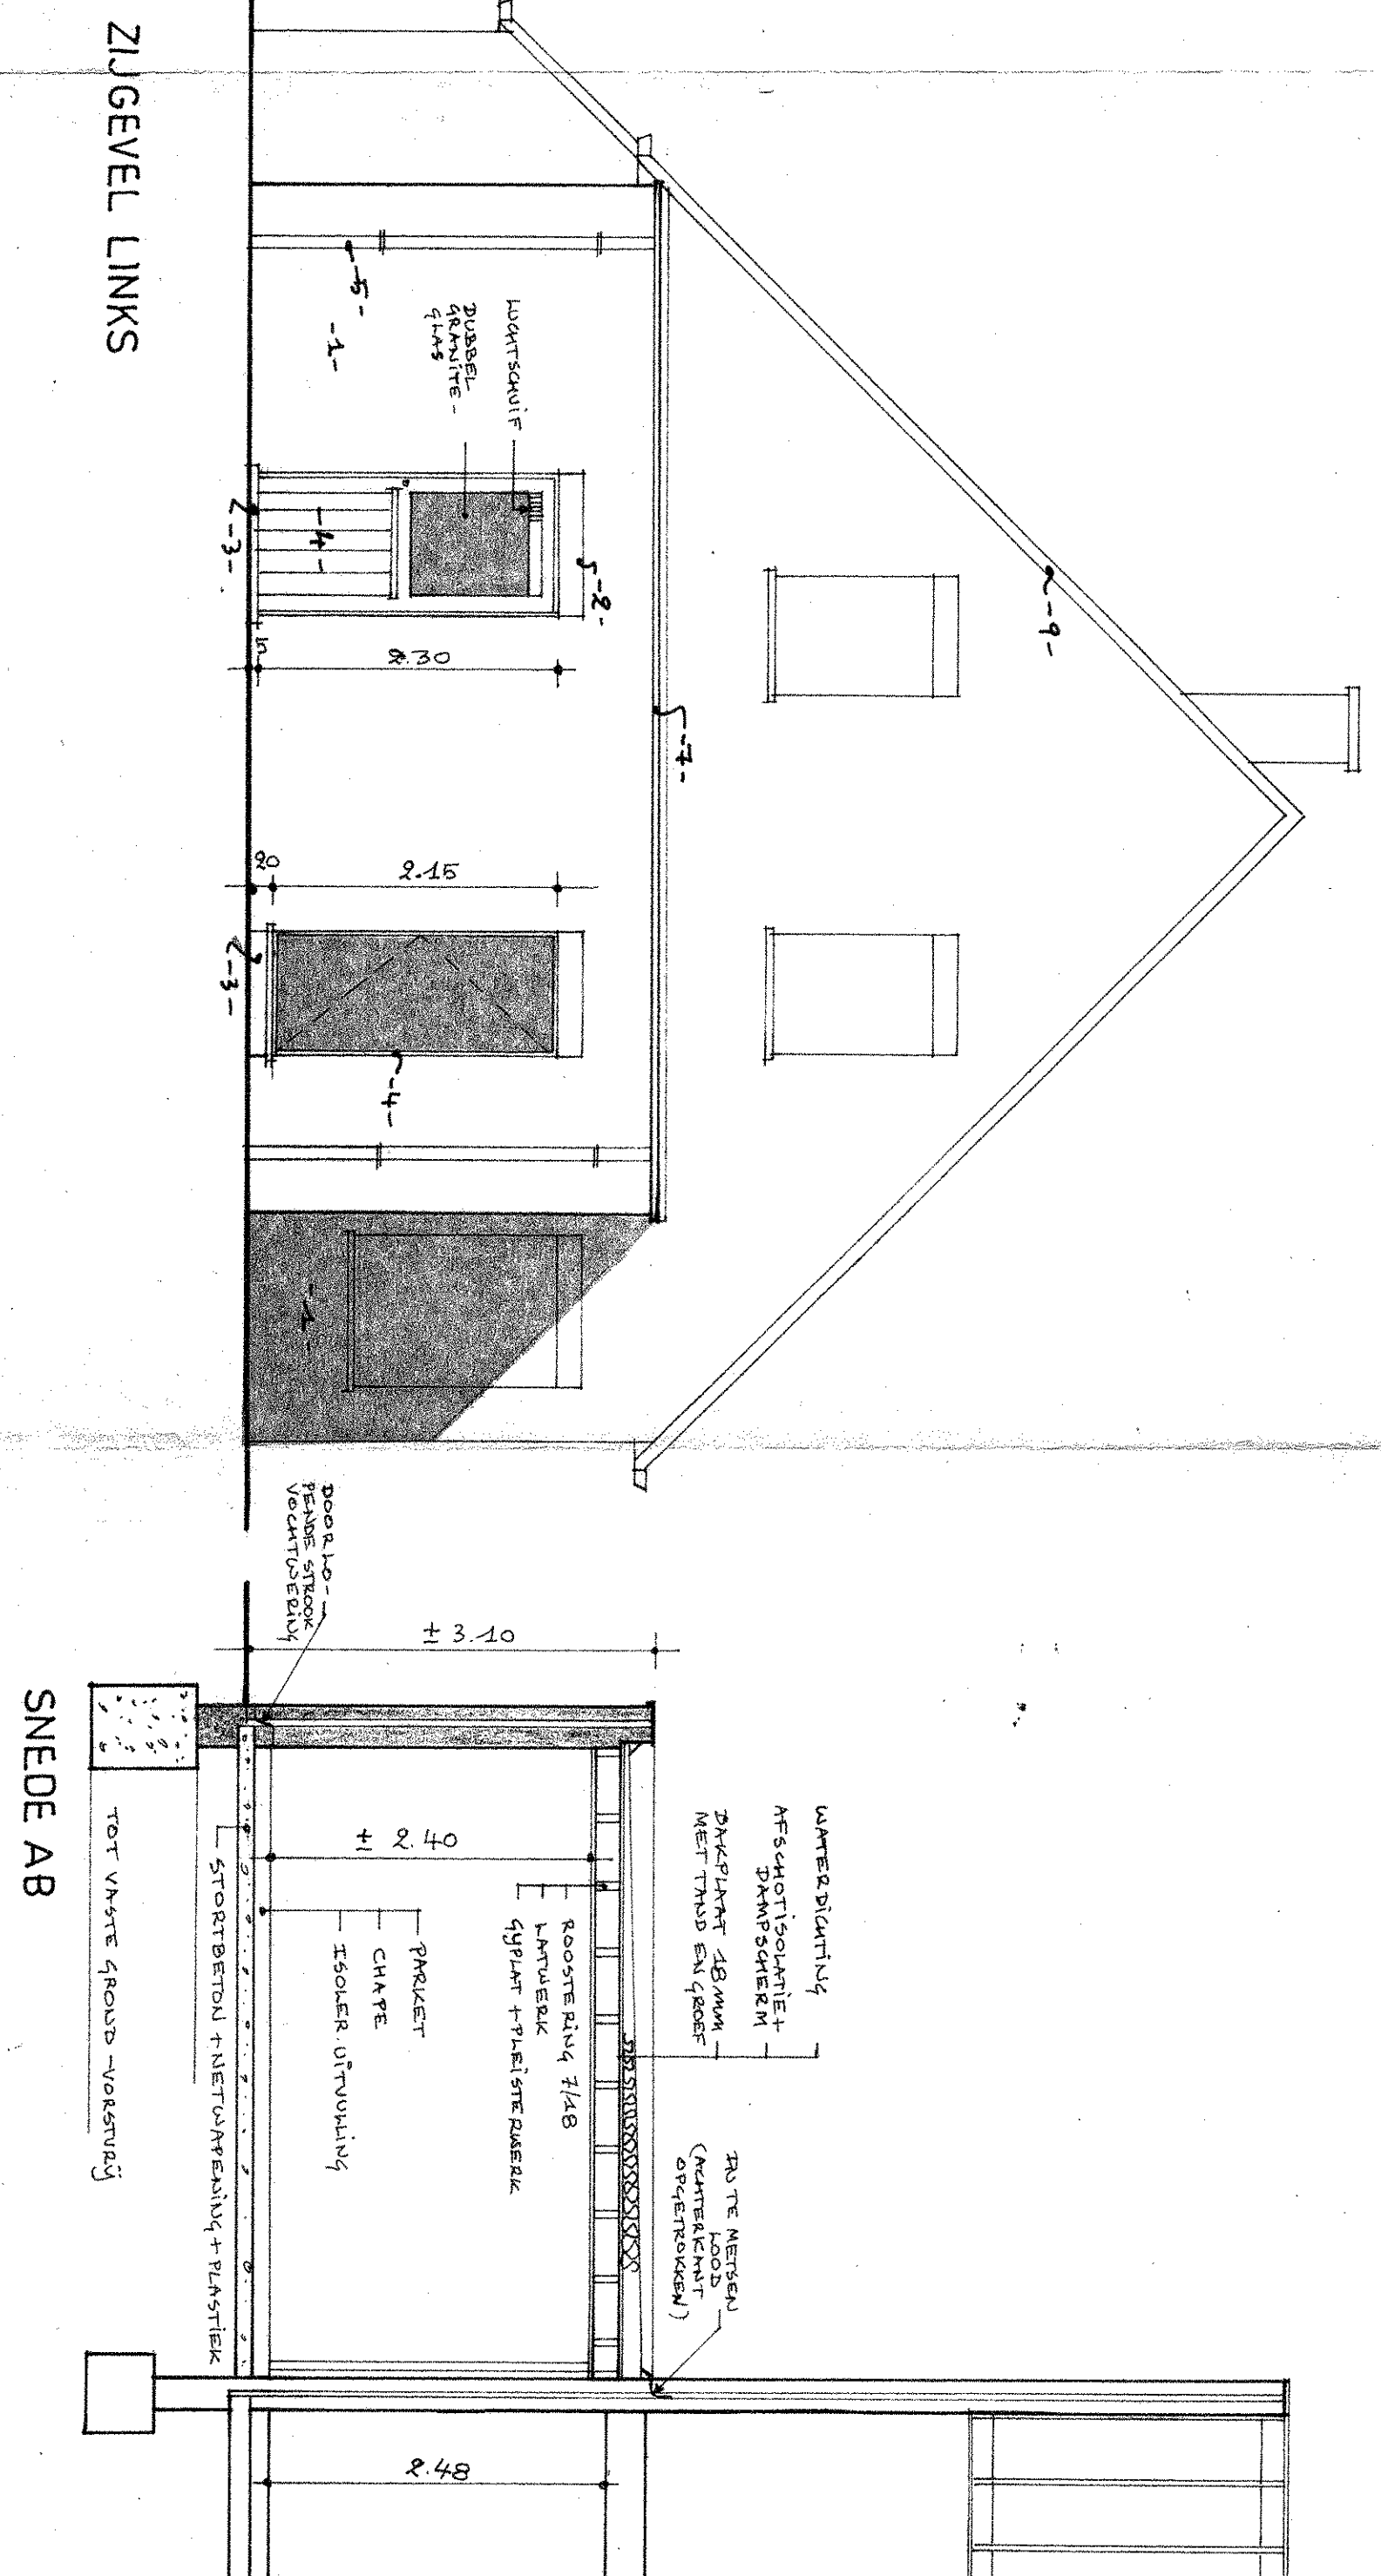 ZIJGEVEL LINKS
-5-
-1-
LUCHTSCHUIF
DUBBEL
GRANITE-
GLAS
-4-
-3-
-2-
5
2.30
-7-
-9-
20
2.15
-3-
-4-
-1-
DOORLO-
PENDE STROOK
VOCHTWERING
± 3.10
SNEDE AB
WATERDICHTING
AFSCHOTISOLATIE+
DAMPSCHERM
DAKPLAAT 18mm
MET TAND EN GROEF
± 2.40
ROOSTERING 7/18
LATWERK
GYPLAT + PLEISTERWERK
PARKET
CHAPE
ISOLER. UITVULLING
STORTBETON + NETWAPENING + PLASTIEK
TOT VASTE GROND - VORSTVRIJ
IN TE METSEN
LOOD
(ACHTERKANT
OPGETROKKEN)
2.48